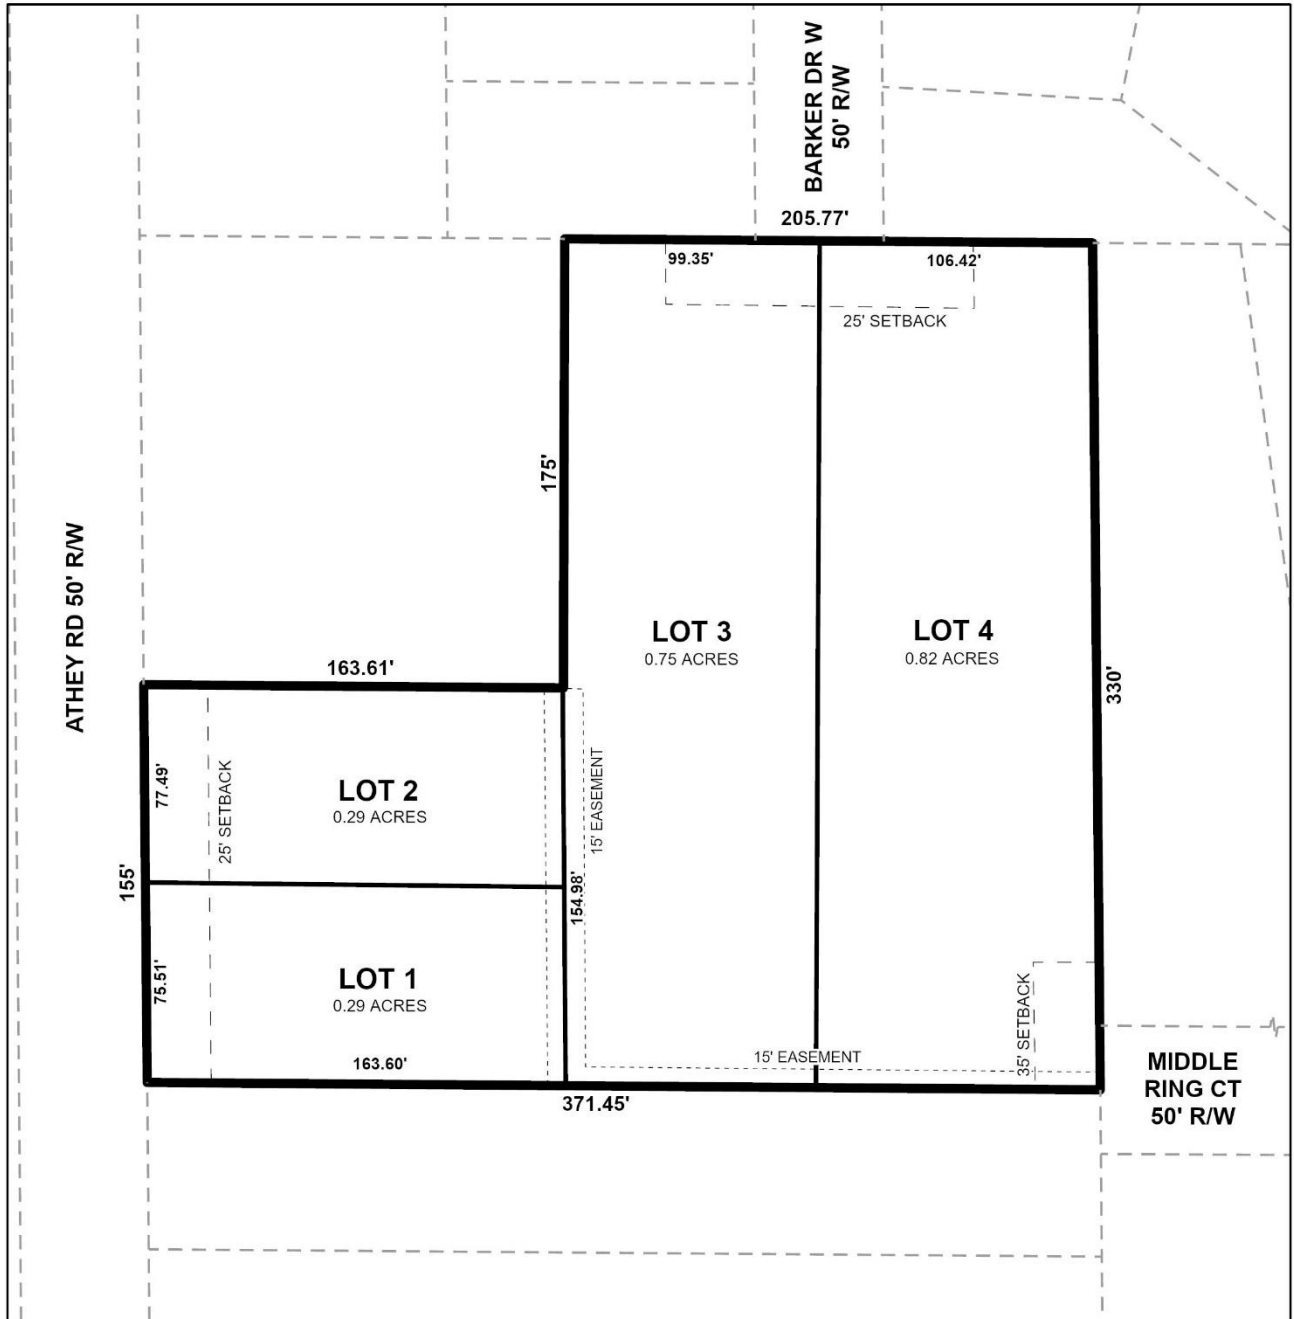 BARKER DR W
50' R/W
205.77'
99.35'
106.42'
25' SETBACK
175'
ATHEY RD 50' R/W
LOT 3
0.75 ACRES
LOT 4
0.82 ACRES
163.61'
330'
77.49'
25' SETBACK
LOT 2
0.29 ACRES
15' EASEMENT
155'
154.98'
75.51'
LOT 1
0.29 ACRES
163.60'
35' SETBACK
15' EASEMENT
MIDDLE
RING CT
50' R/W
371.45'